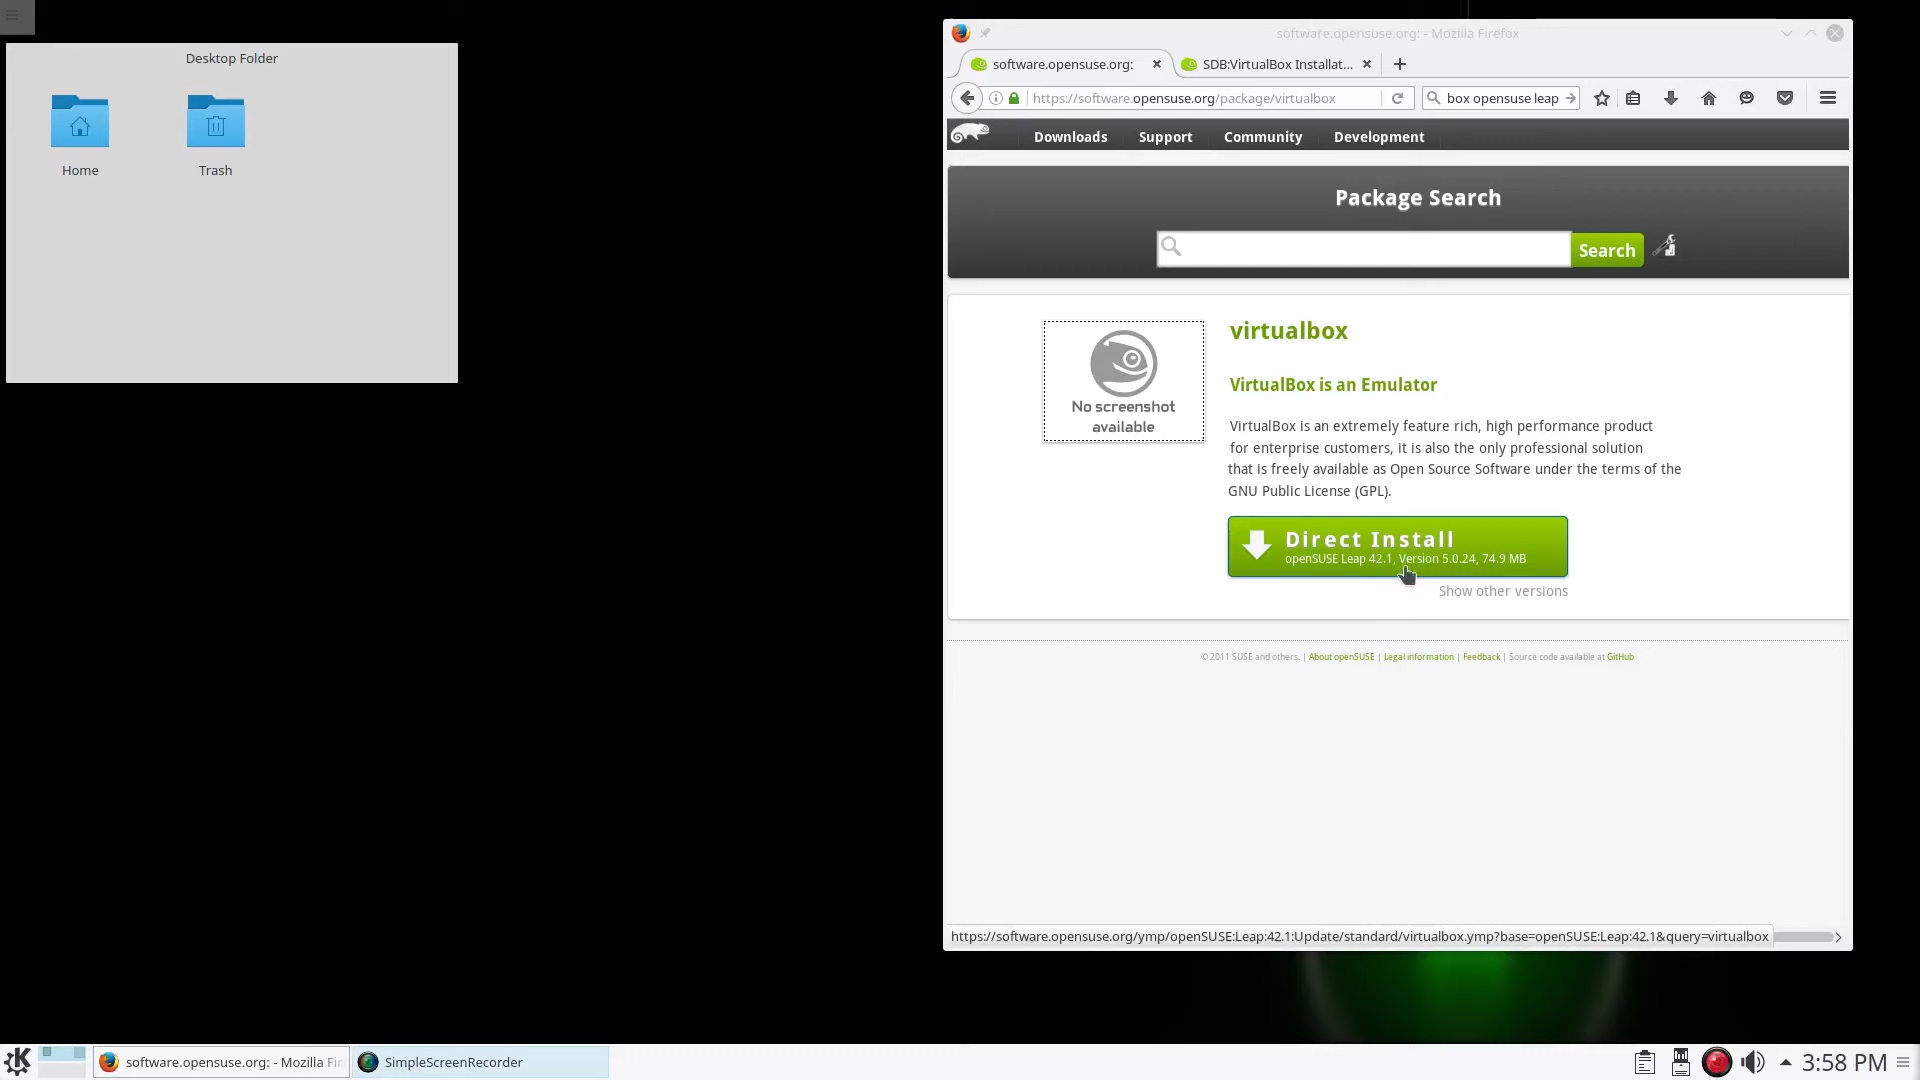 Desktop Folder
Home
Trash
software.opensuse.org: - Mozilla Firefox
software.opensuse.org:
SDB:VirtualBox Installat...
https://software.opensuse.org/package/virtualbox
box opensuse leap
Downloads
Support
Community
Development
Package Search
Search
No screenshot
available
virtualbox
VirtualBox is an Emulator
VirtualBox is an extremely feature rich, high performance product
for enterprise customers, it is also the only professional solution
that is freely available as Open Source Software under the terms of the
GNU Public License (GPL).
Direct Install
openSUSE Leap 42.1, Version 5.0.24, 74.9 MB
Show other versions
© 2011 SUSE and others. | About openSUSE | Legal information | Feedback | Source code available at GitHub
https://software.opensuse.org/ymp/openSUSE:Leap:42.1:Update/standard/virtualbox.ymp?base=openSUSE:Leap:42.1&query=virtualbox
software.opensuse.org: - Mozilla Fir
SimpleScreenRecorder
3:58 PM